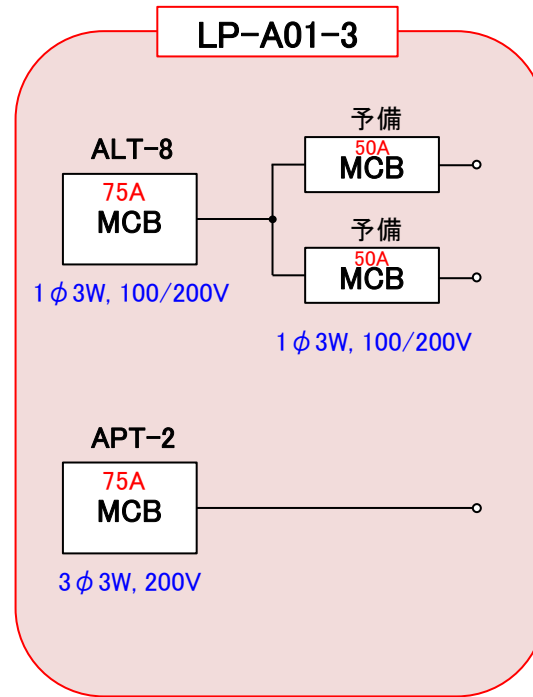 LP-A01-3
ALT-8
75A
MCB
1φ3W, 100/200V
予備
50A
MCB
予備
50A
MCB
1φ3W, 100/200V
APT-2
75A
MCB
3φ3W, 200V